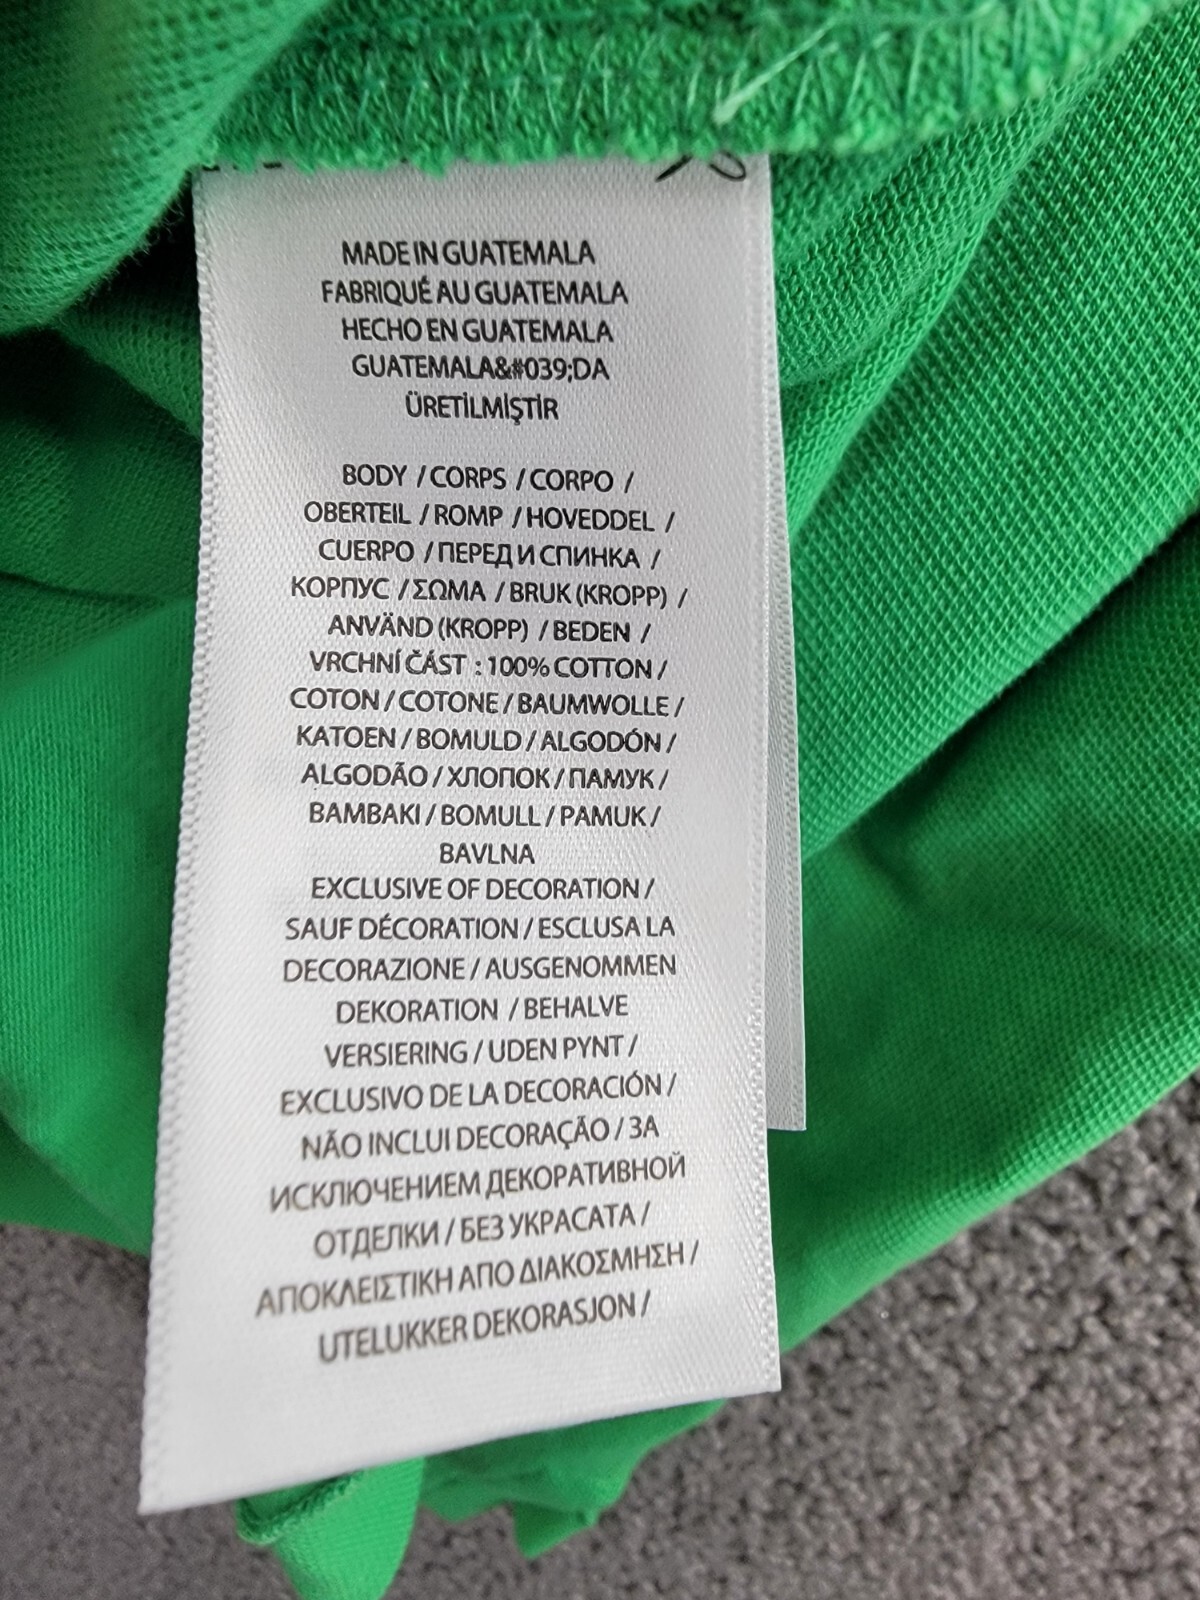 MADE IN GUATEMALA
FABRIQUÉ AU GUATEMALA
HECHO EN GUATEMALA
GUATEMALA&#039;DA
ÜRETİLMİŞTİR
BODY / CORPS / CORPO /
OBERTEIL / ROMP / HOVEDDEL /
CUERPO / ПЕРЕД И СПИНКА /
КОРПУС / ΣΩΜΑ / BRUK (KROPP) /
ANVÄND (KROPP) / BEDEN /
VRCHNÍ ČÁST : 100% COTTON /
COTON / COTONE / BAUMWOLLE /
KATOEN / BOMULD / ALGODÓN /
ALGODÃO / ХЛОПОК / ПАМУК /
BAMBAKI / BOMULL / PAMUK /
BAVLNA
EXCLUSIVE OF DECORATION /
SAUF DÉCORATION / ESCLUSA LA
DECORAZIONE / AUSGENOMMEN
DEKORATION / BEHALVE
VERSIERING / UDEN PYNT /
EXCLUSIVO DE LA DECORACIÓN /
NÃO INCLUI DECORAÇÃO / ЗА
ИСКЛЮЧЕНИЕМ ДЕКОРАТИВНОЙ
ОТДЕЛКИ / БЕЗ УКРАСАТА /
ΑΠΟΚΛΕΙΣΤΙΚΗ ΑΠΟ ΔΙΑΚΟΣΜΗΣΗ /
UTELUKKER DEKORASJON /